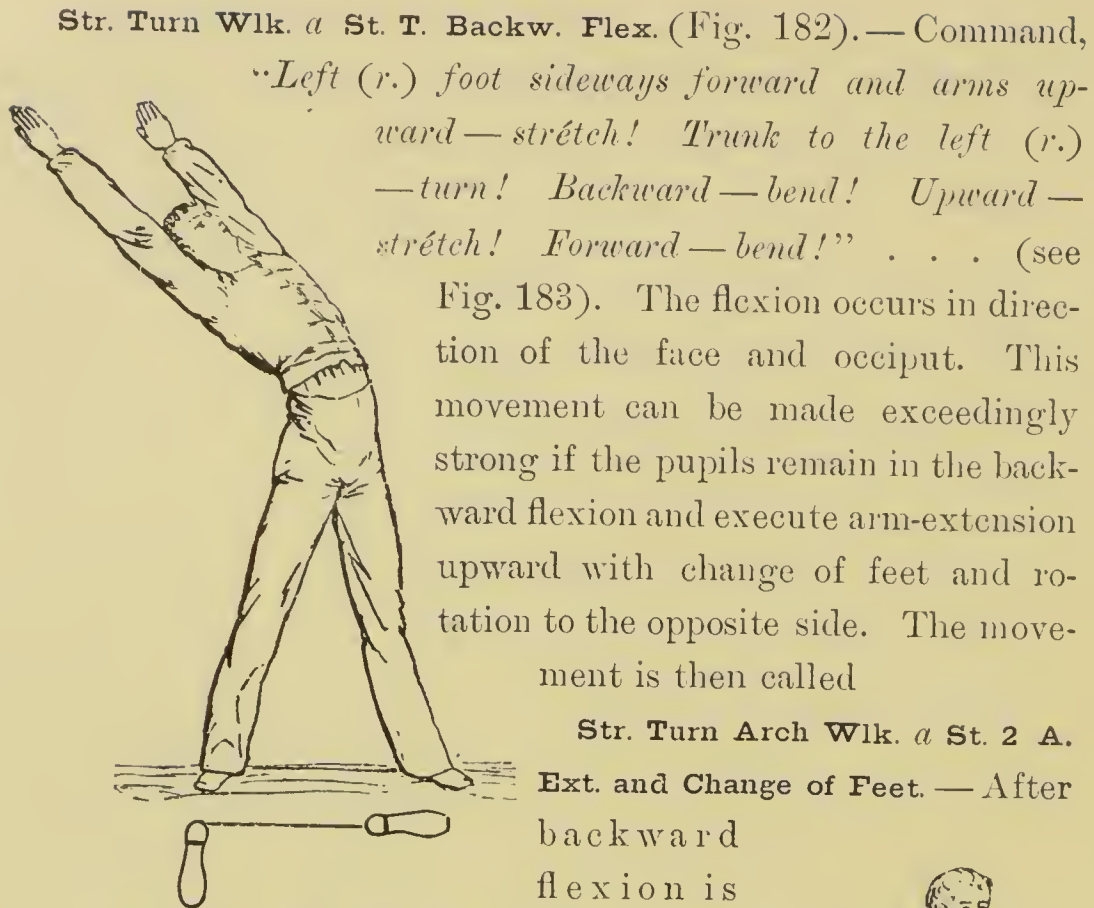 Str. Turn Wlk. a St. T. Backw. Flex. (Fig. 182).—Command,
"Left (r.) foot sideways forward and arms up-
ward — strétch! Trunk to the left (r.)
— turn! Backward — bend! Upward —
strétch! Forward — bend!" . . . (see
Fig. 183). The flexion occurs in direc-
tion of the face and occiput. This
movement can be made exceedingly
strong if the pupils remain in the back-
ward flexion and execute arm-extension
upward with change of feet and ro-
tation to the opposite side. The move-
ment is then called
Str. Turn Arch Wlk. a St. 2 A.
Ext. and Change of Feet. — After
backward
flexion is